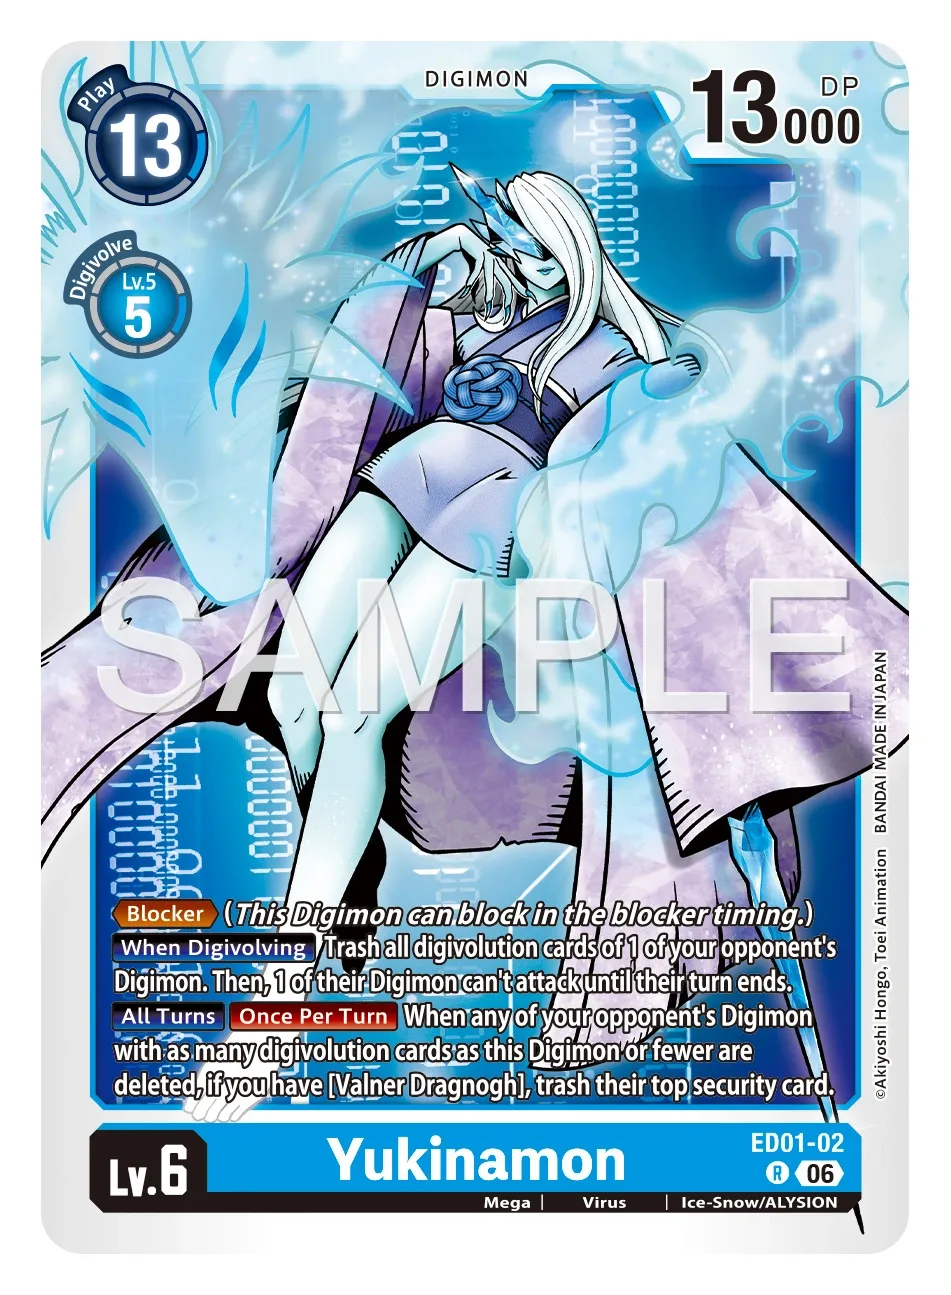 DIGIMON
Play
13
DP
13000
Digivolve
Lv.5
5
SAMPLE
Blocker (This Digimon can block in the blocker timing.)
When Digivolving Trash all digivolution cards of 1 of your opponent's
Digimon. Then, 1 of their Digimon can't attack until their turn ends.
All Turns Once Per Turn When any of your opponent's Digimon
with as many digivolution cards as this Digimon or fewer are
deleted, if you have [Valner Dragnogh], trash their top security card.
©Akiyoshi Hongo, Toei Animation BANDAI MADE IN JAPAN
Lv.6
Yukinamon
ED01-02
R 06
Mega | Virus | Ice-Snow/ALYSION